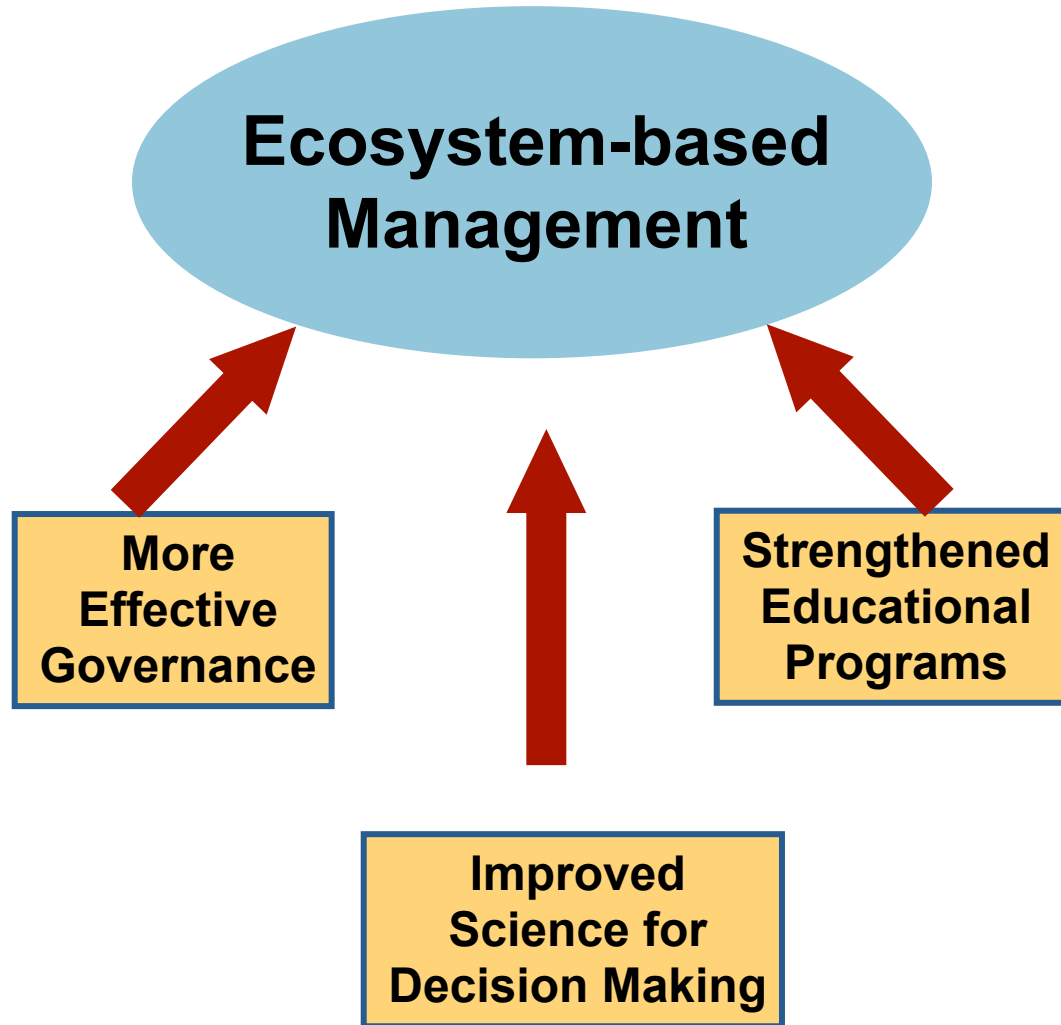 Ecosystem-based
Management
More
Effective
Governance
Strengthened
Educational
Programs
Improved
Science for
Decision Making